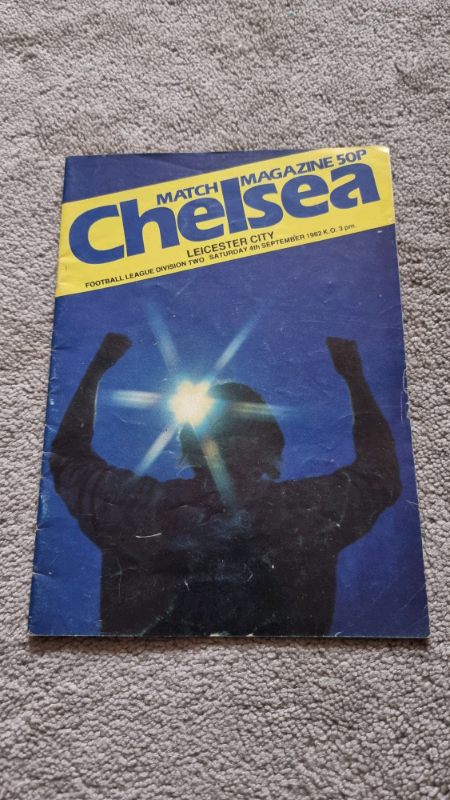 MATCH MAGAZINE 50P
Chelsea
LEICESTER CITY
FOOTBALL LEAGUE DIVISION TWO SATURDAY 4th SEPTEMBER 1982 K.O. 3 pm.